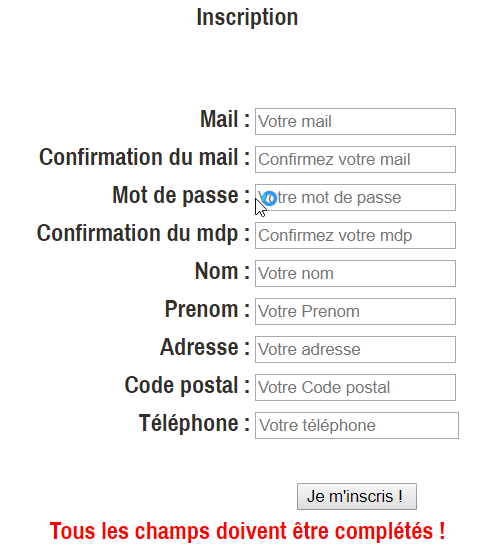 Inscription
Mail : Votre mail
Confirmation du mail : Confirmez votre mail
Mot de passe : Votre mot de passe
Confirmation du mdp : Confirmez votre mdp
Nom : Votre nom
Prenom : Votre Prenom
Adresse : Votre adresse
Code postal : Votre Code postal
Téléphone : Votre téléphone
Je m'inscris !
Tous les champs doivent être complétés !